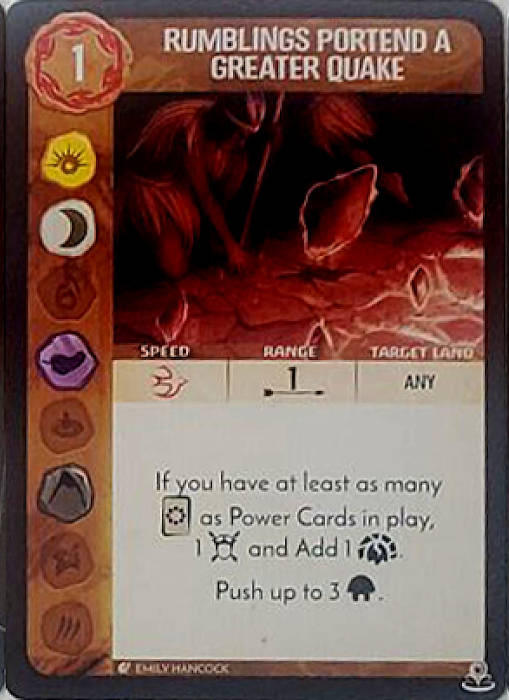 1
RUMBLINGS PORTEND A
GREATER QUAKE
SPEED RANGE TARGET LAND
1 ANY
If you have at least as many
as Power Cards in play,
1 and Add 1 .
Push up to 3 .
EMILY HANCOCK